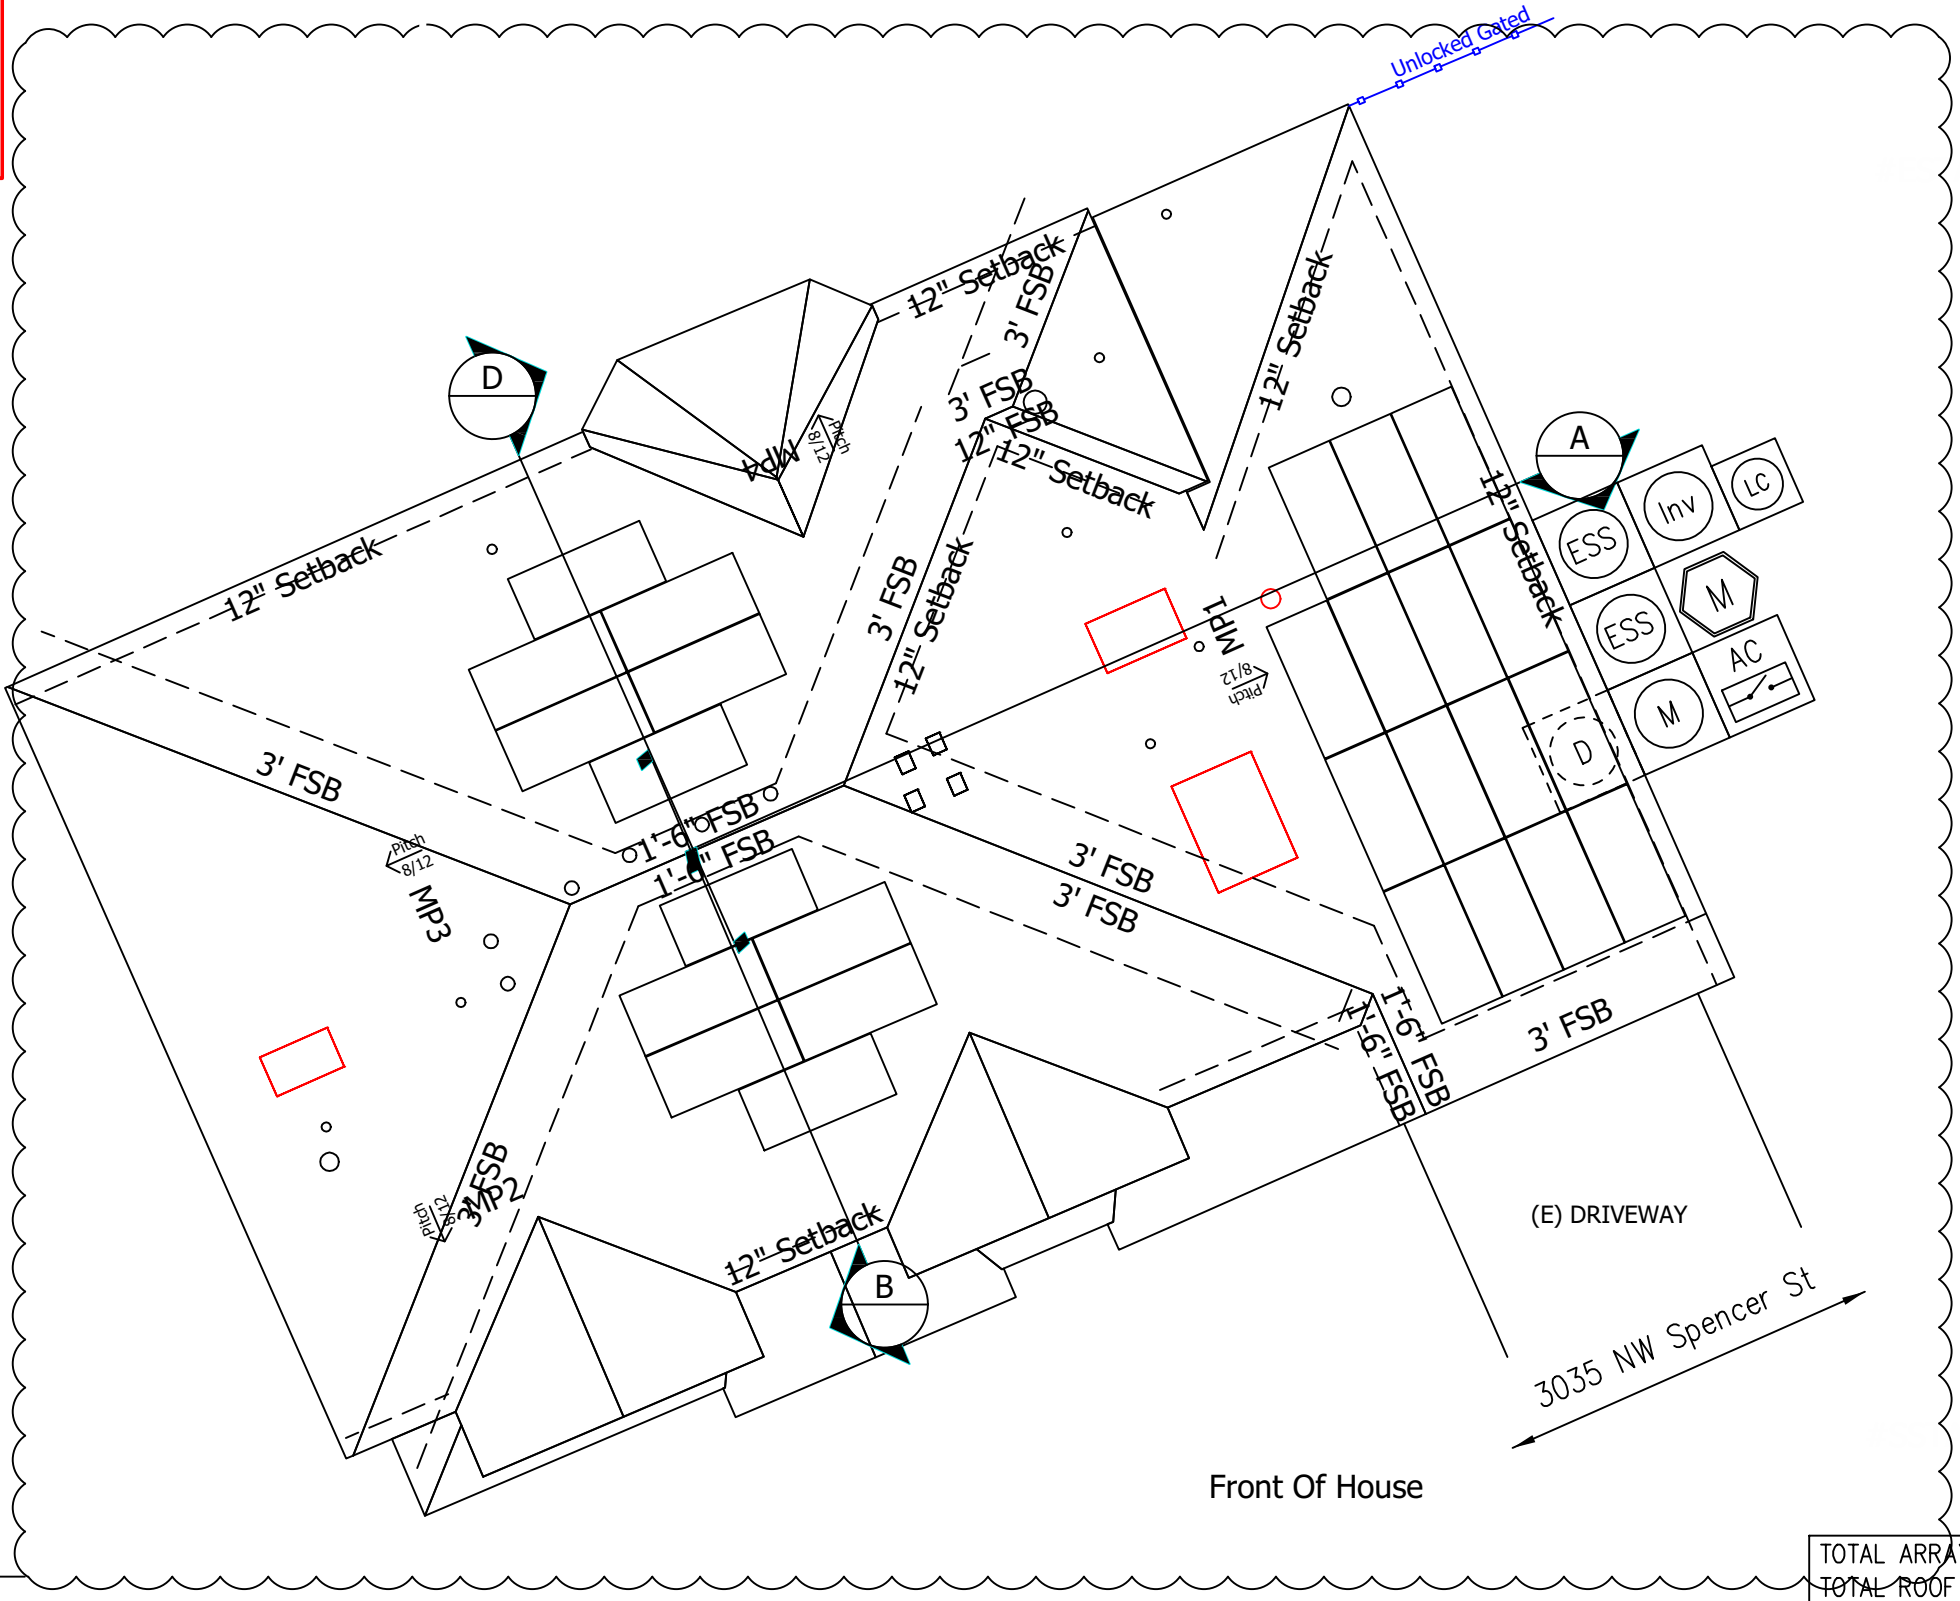 Unlocked Gated
12" Setback
3' FSB
12" Setback
D
3' FSB
12" FSB
12" Setback
MP4
Pitch
8/12
A
12" Setback
ESS
Inv
LC
12" Setback
3' FSB
12" Setback
MP1
8/12
Pitch
ESS
M
AC
M
D
3' FSB
1'-6" FSB
1'-6" FSB
Pitch
8/12
MP3
3' FSB
3' FSB
1'-6" FSB
1'-6" FSB
3' FSB
3' FSB
MP2
Pitch
8/12
12" Setback
B
(E) DRIVEWAY
3035 NW Spencer St
Front Of House
TOTAL ARRA
TOTAL ROOF